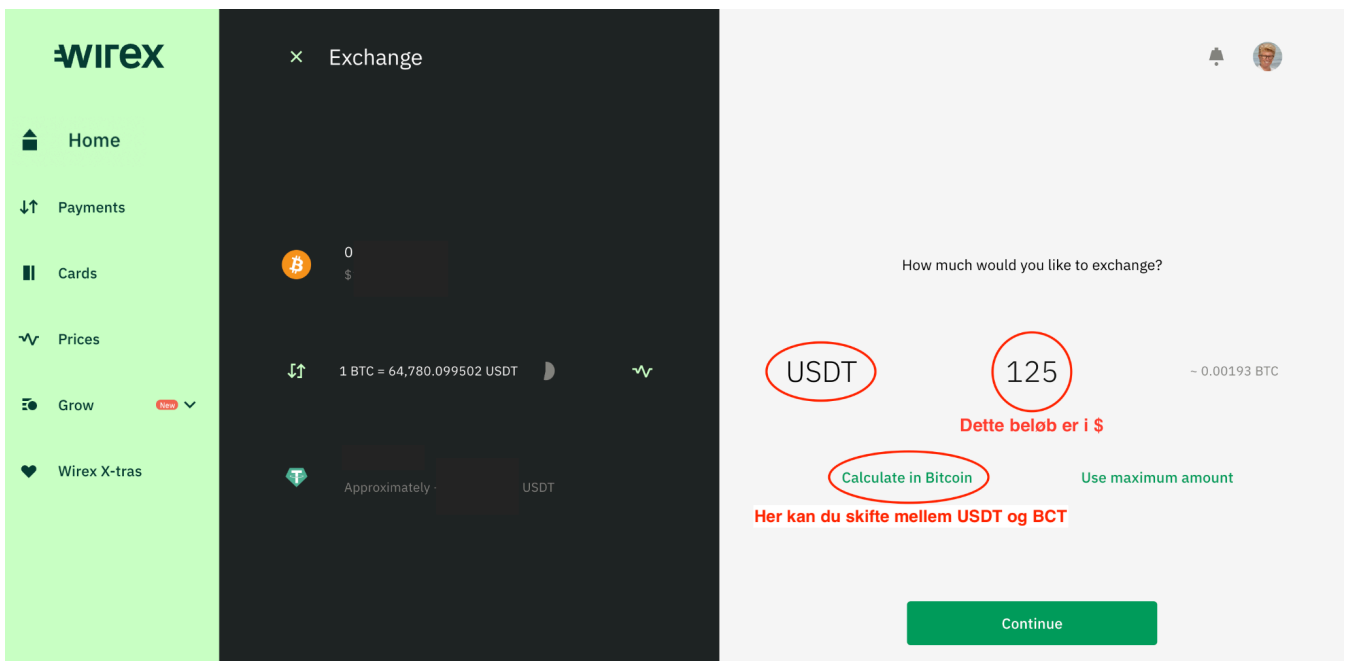 wirex
Home
Payments
Cards
Prices
Grow New
Wirex X-tras
× Exchange
0
$
1 BTC = 64,780.099502 USDT
Approximately - USDT
How much would you like to exchange?
USDT 125 ~ 0.00193 BTC
Dette beløb er i $
Calculate in Bitcoin Use maximum amount
Her kan du skifte mellem USDT og BCT
Continue